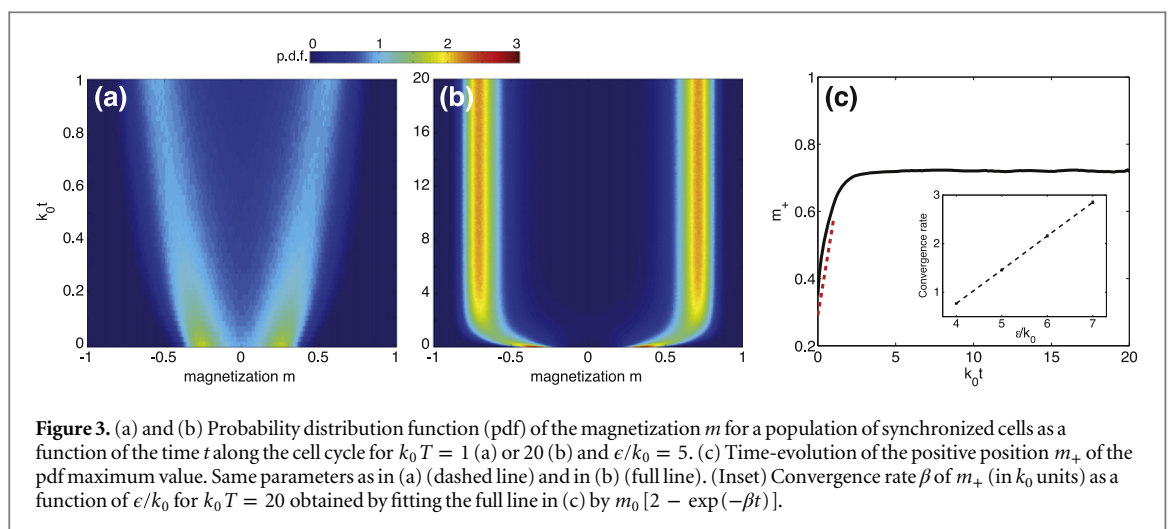 p.d.f. 0 1 2 3
(a)
k₀t
1
0.8
0.6
0.4
0.2
0
-1 -0.5 0 0.5 1
magnetization m
(b)
20
16
12
8
4
0
-1 -0.5 0 0.5 1
magnetization m
(c)
m₊
1
0.8
0.6
0.4
0.2
0 5 10 15 20
k₀t
Convergence rate
3
2
1
4 5 6 7
ε/k₀
Figure 3. (a) and (b) Probability distribution function (pdf) of the magnetization m for a population of synchronized cells as a
function of the time t along the cell cycle for k₀ T = 1 (a) or 20 (b) and ϵ/k₀ = 5. (c) Time-evolution of the positive position m₊ of the
pdf maximum value. Same parameters as in (a) (dashed line) and in (b) (full line). (Inset) Convergence rate β of m₊ (in k₀ units) as a
function of ϵ/k₀ for k₀ T = 20 obtained by fitting the full line in (c) by m₀ [2 − exp(−βt)].